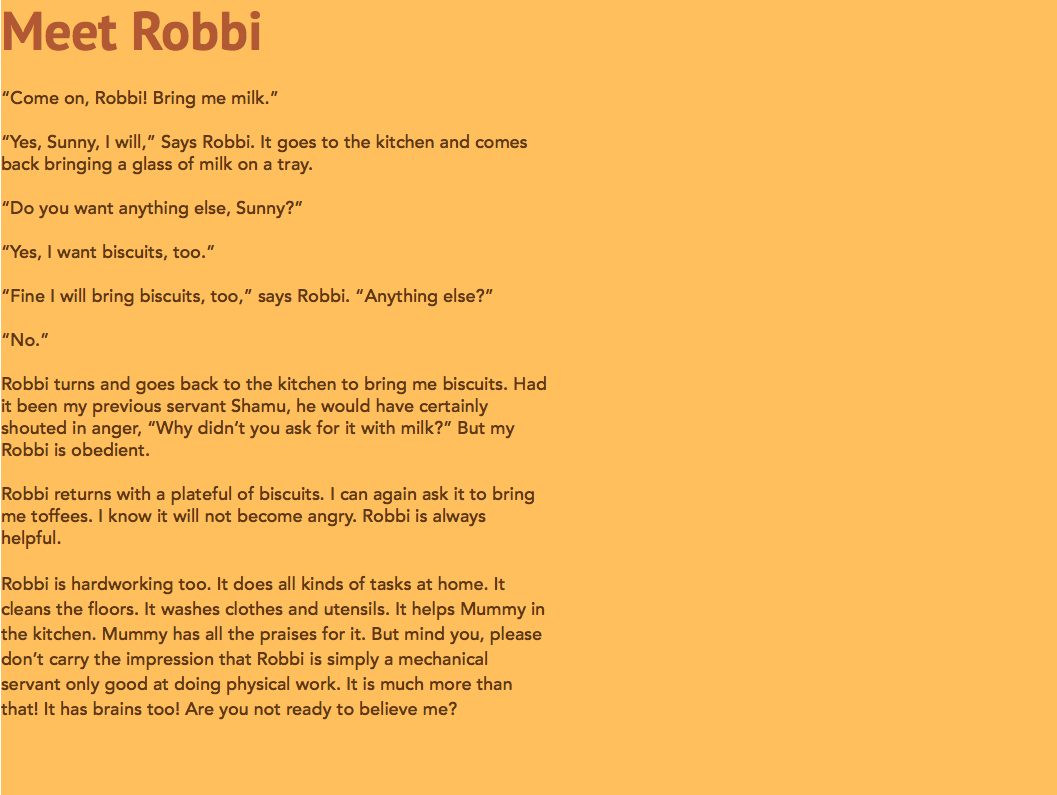 Meet Robbi
“Come on, Robbi! Bring me milk.”
“Yes, Sunny, I will,” Says Robbi. It goes to the kitchen and comes
back bringing a glass of milk on a tray.
“Do you want anything else, Sunny?”
“Yes, I want biscuits, too.”
“Fine I will bring biscuits, too,” says Robbi. “Anything else?”
“No.”
Robbi turns and goes back to the kitchen to bring me biscuits. Had
it been my previous servant Shamu, he would have certainly
shouted in anger, “Why didn’t you ask for it with milk?” But my
Robbi is obedient.
Robbi returns with a plateful of biscuits. I can again ask it to bring
me toffees. I know it will not become angry. Robbi is always
helpful.
Robbi is hardworking too. It does all kinds of tasks at home. It
cleans the floors. It washes clothes and utensils. It helps Mummy in
the kitchen. Mummy has all the praises for it. But mind you, please
don’t carry the impression that Robbi is simply a mechanical
servant only good at doing physical work. It is much more than
that! It has brains too! Are you not ready to believe me?